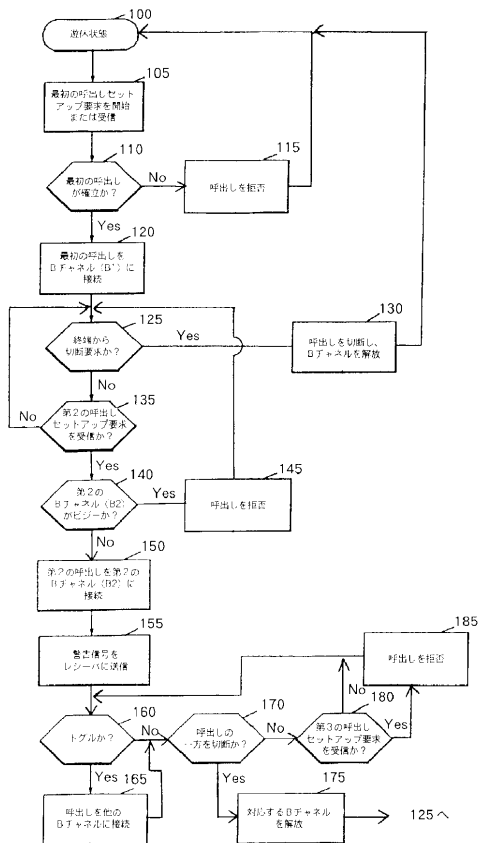 100
遊休状態
105
最初の呼出しセット
アップ要求を開始
または受信
110
最初の呼出し
が確立か?
No
115
呼出しを拒否
Yes
120
最初の呼出しを
Bチャネル(B1)に
接続
125
終端から
切断要求か?
Yes
130
呼出しを切断し、
Bチャネルを解放
No
135
第2の呼出し
セットアップ要求
を受信か?
No
Yes
140
第2の
Bチャネル(B2)
がビジーか?
Yes
145
呼出しを拒否
No
150
第2の呼出しを第2の
Bチャネル(B2)に
接続
155
警告信号を
レシーバに送信
160
トグルか?
No
170
呼出しの
一方を切断か?
No
180
第3の呼出し
セットアップ要求
を受信か?
No
Yes
185
呼出しを拒否
Yes
165
呼出しを他の
Bチャネルに接続
Yes
175
対応するBチャネル
を解放
125へ